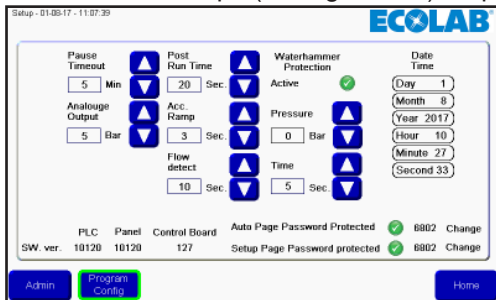 Setup - 01-08-17 - 11:07:39
ECOLAB
Pause Timeout
5 Min
Post Run Time
20 Sec.
Waterhammer Protection
Active
Date Time
Day 1
Month 8
Year 2017
Hour 10
Minute 27
Second 33
Analouge Output
5 Bar
Acc. Ramp
3 Sec.
Pressure
0 Bar
Flow detect
10 Sec.
Time
5 Sec.
PLC Panel Control Board
SW. ver. 10120 10120 127
Auto Page Password Protected 6802 Change
Setup Page Password protected 6802 Change
Admin
Program Config
Home